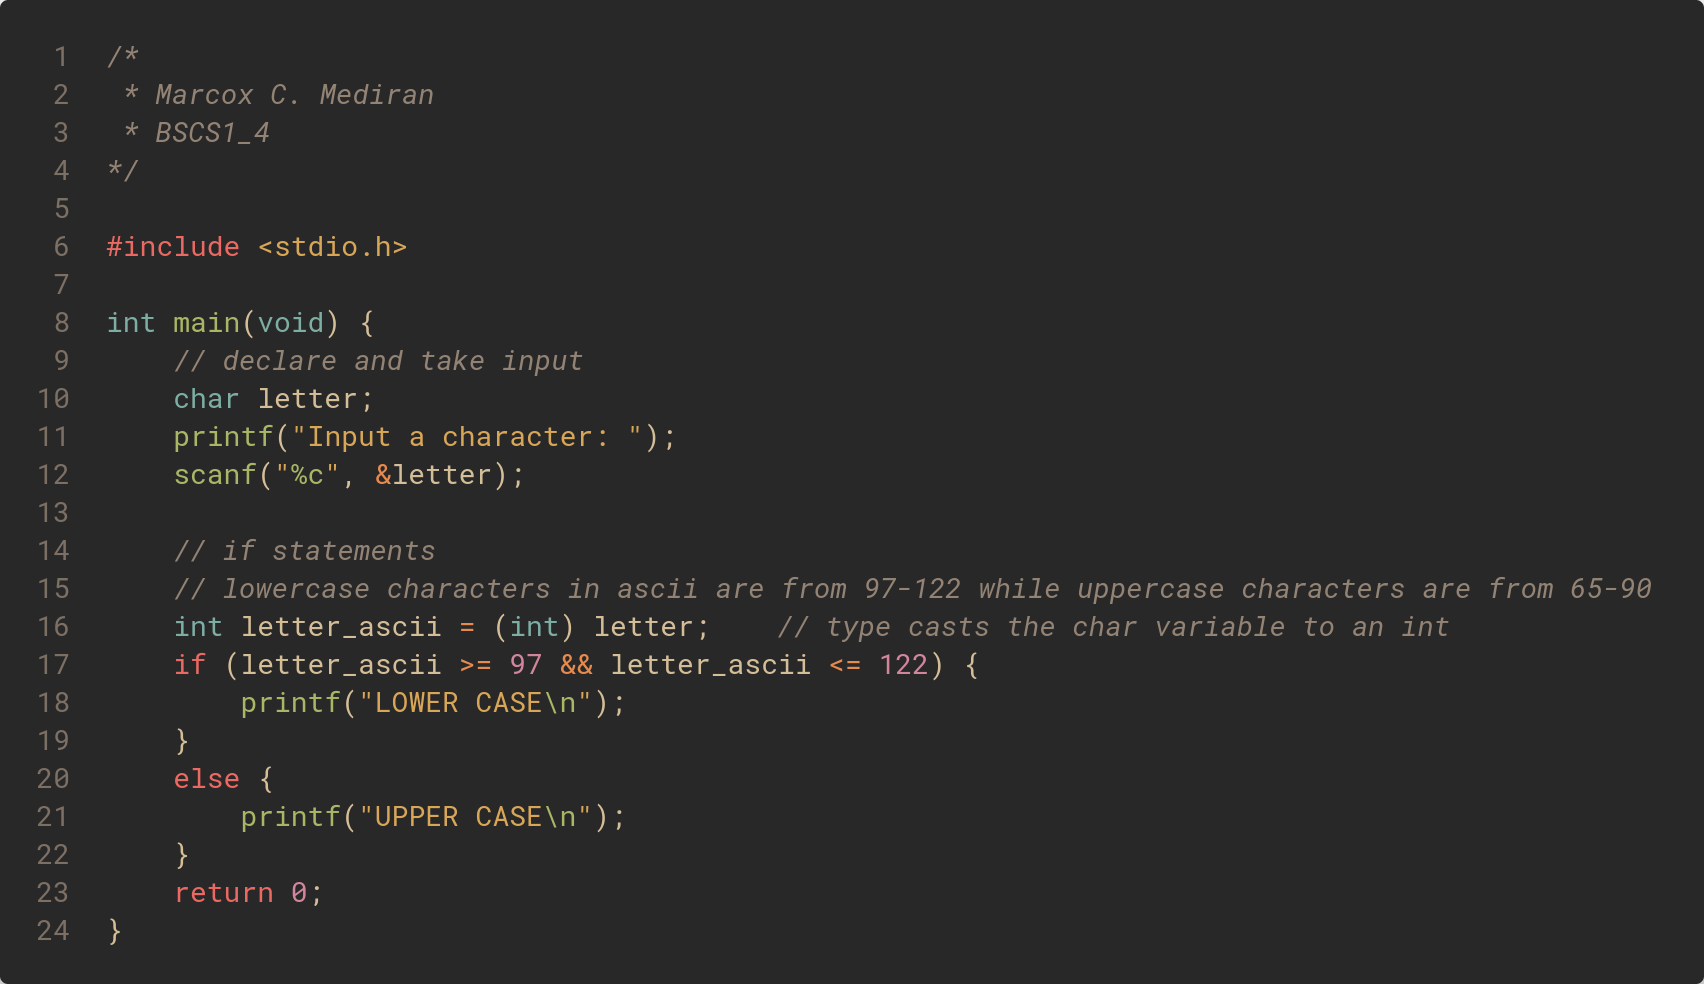 1 /*
2  * Marcox C. Mediran
3  * BSCS1_4
4 */
5
6 #include <stdio.h>
7
8 int main(void) {
9     // declare and take input
10     char letter;
11     printf("Input a character: ");
12     scanf("%c", &letter);
13
14     // if statements
15     // lowercase characters in ascii are from 97-122 while uppercase characters are from 65-90
16     int letter_ascii = (int) letter;    // type casts the char variable to an int
17     if (letter_ascii >= 97 && letter_ascii <= 122) {
18         printf("LOWER CASE\n");
19     }
20     else {
21         printf("UPPER CASE\n");
22     }
23     return 0;
24 }